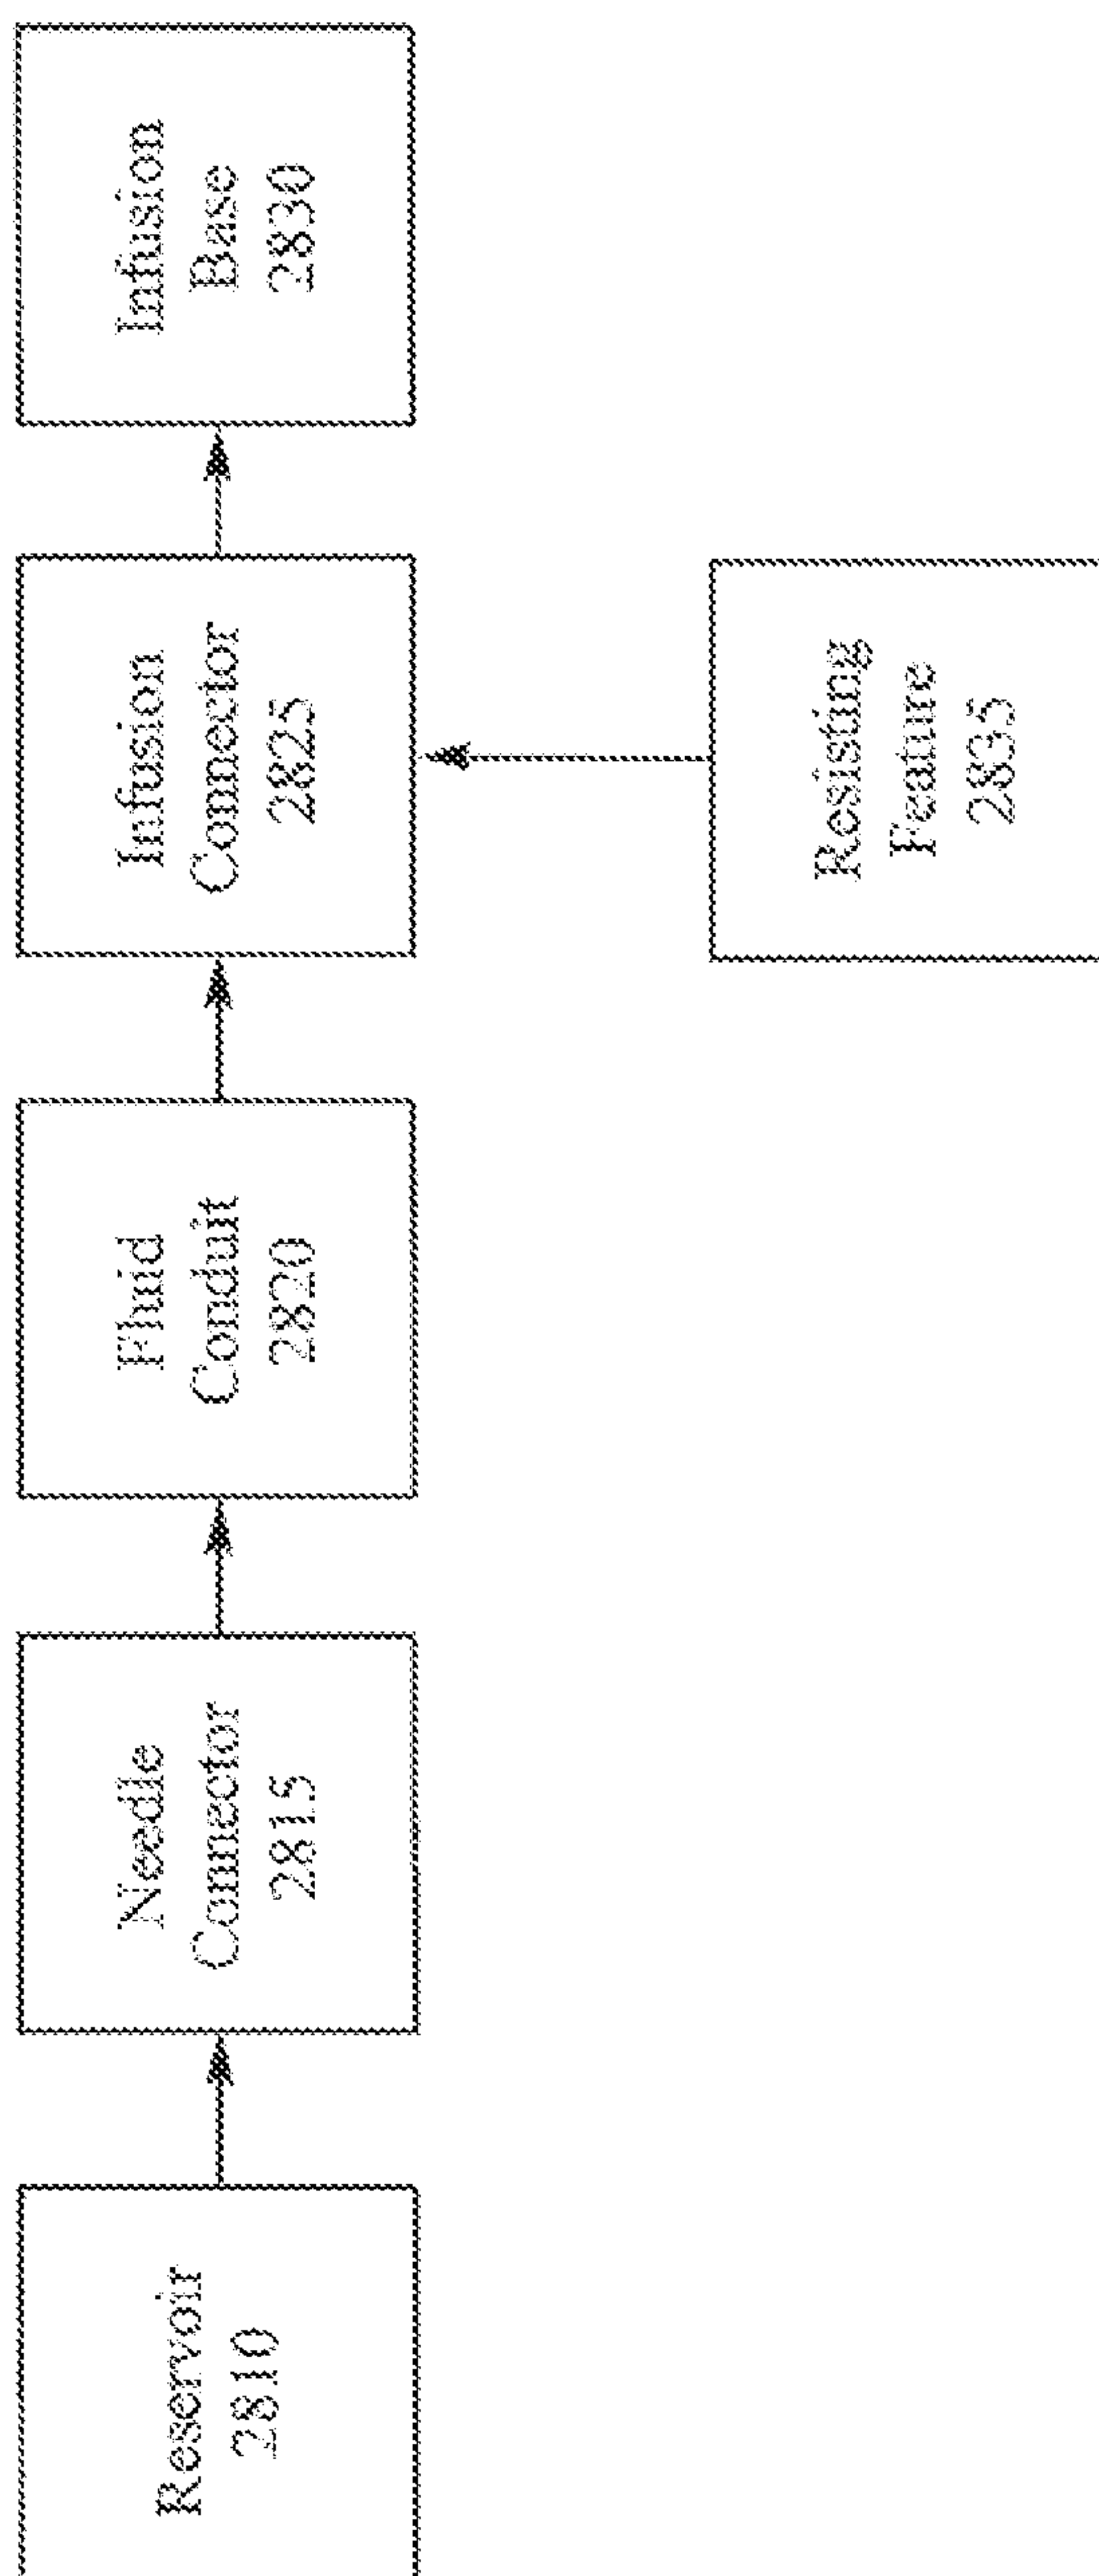 Reservoir
2810
Needle
Connector
2815
Fluid
Conduit
2820
Infusion
Connector
2825
Infusion
Base
2830
Resisting
Feature
2835